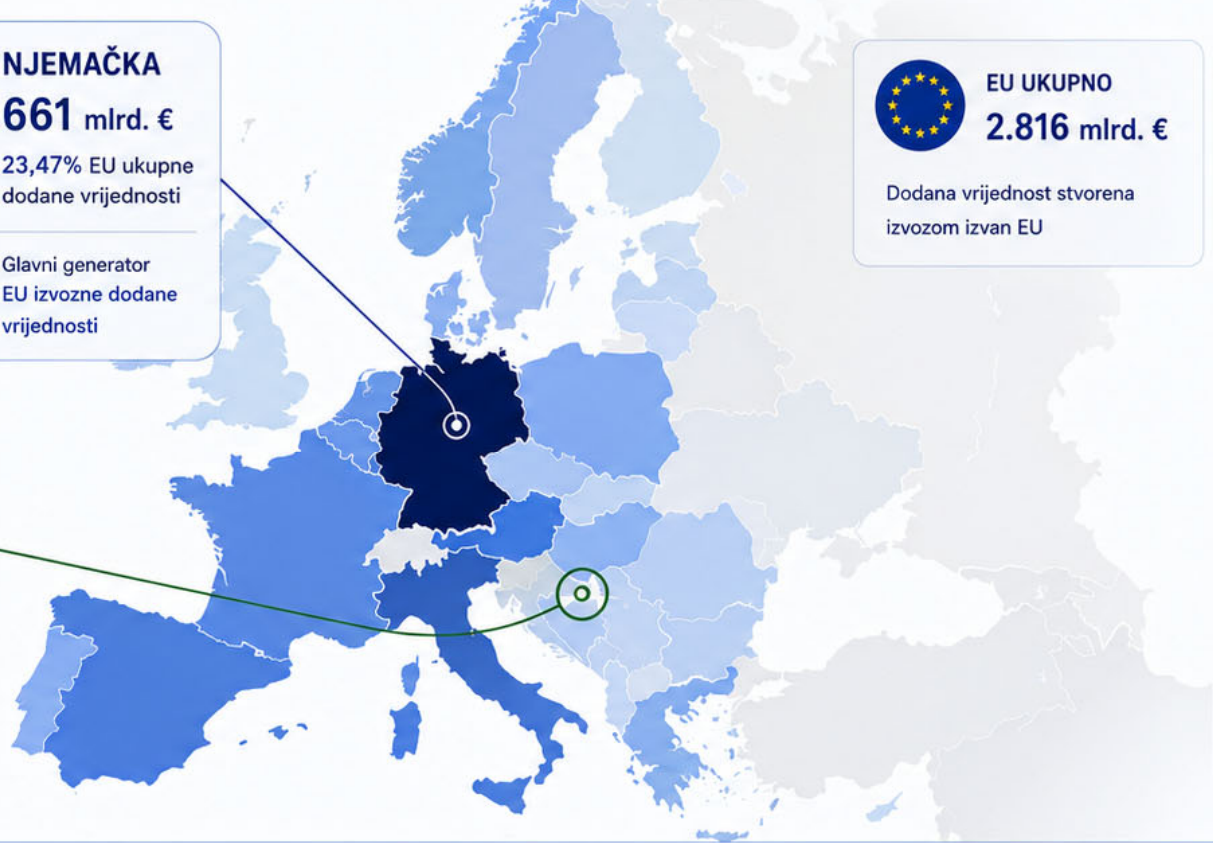 NJEMAČKA
661 mlrd. €
23,47% EU ukupne
dodane vrijednosti
Glavni generator
EU izvozne dodane
vrijednosti
EU UKUPNO
2.816 mlrd. €
Dodana vrijednost stvorena
izvozom izvan EU